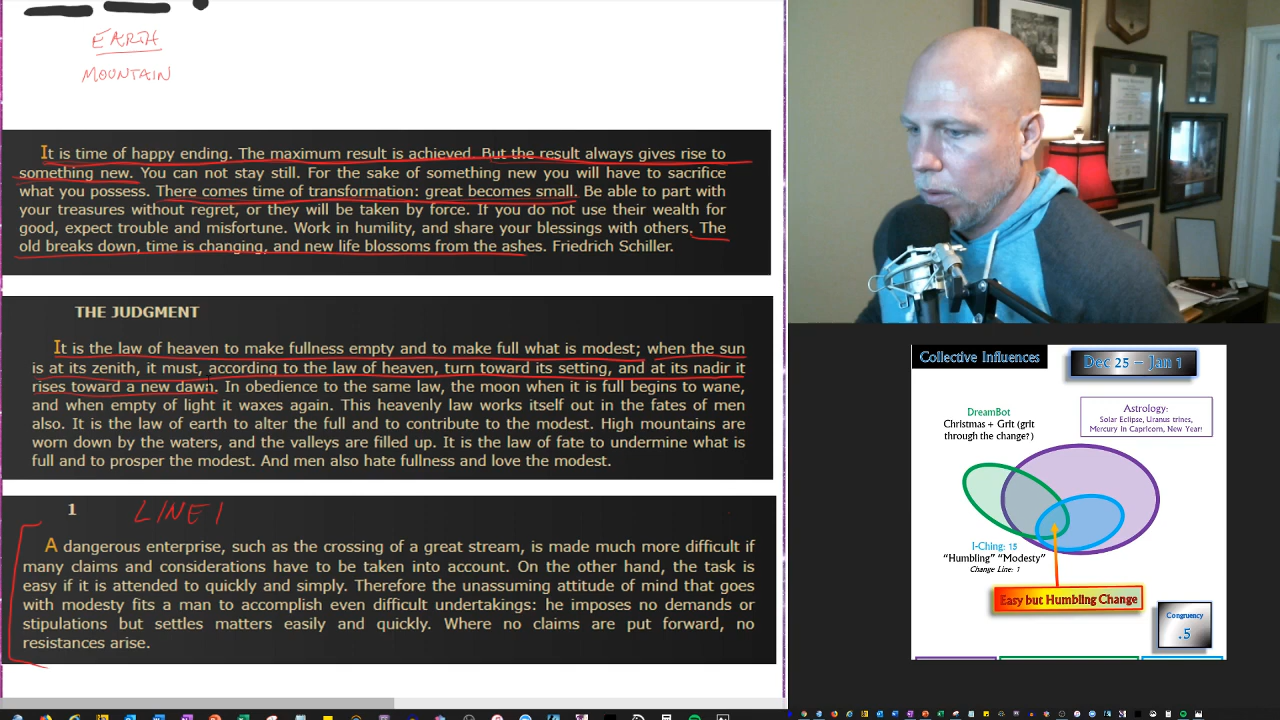 EARTH
MOUNTAIN
It is time of happy ending. The maximum result is achieved. But the result always gives rise to
something new. You can not stay still. For the sake of something new you will have to sacrifice
what you possess. There comes time of transformation: great becomes small. Be able to part with
your treasures without regret, or they will be taken by force. If you do not use their wealth for
good, expect trouble and misfortune. Work in humility, and share your blessings with others. The
old breaks down, time is changing, and new life blossoms from the ashes. Friedrich Schiller.
THE JUDGMENT
It is the law of heaven to make fullness empty and to make full what is modest; when the sun
is at its zenith, it must, according to the law of heaven, turn toward its setting, and at its nadir it
rises toward a new dawn. In obedience to the same law, the moon when it is full begins to wane,
and when empty of light it waxes again. This heavenly law works itself out in the fates of men
also. It is the law of earth to alter the full and to contribute to the modest. High mountains are
worn down by the waters, and the valleys are filled up. It is the law of fate to undermine what is
full and to prosper the modest. And men also hate fullness and love the modest.
1 LINE 1
A dangerous enterprise, such as the crossing of a great stream, is made much more difficult if
many claims and considerations have to be taken into account. On the other hand, the task is
easy if it is attended to quickly and simply. Therefore the unassuming attitude of mind that goes
with modesty fits a man to accomplish even difficult undertakings: he imposes no demands or
stipulations but settles matters easily and quickly. Where no claims are put forward, no
resistances arise.
Collective Influences
Dec 25 – Jan 1
DreamBot
Christmas + Grit (grit
through the change?)
Astrology:
Solar Eclipse, Uranus trines,
Mercury in Capricorn, New Year!
I-Ching: 15
“Humbling” “Modesty”
Change Line: 1
Easy but Humbling Change
Congruency
.5